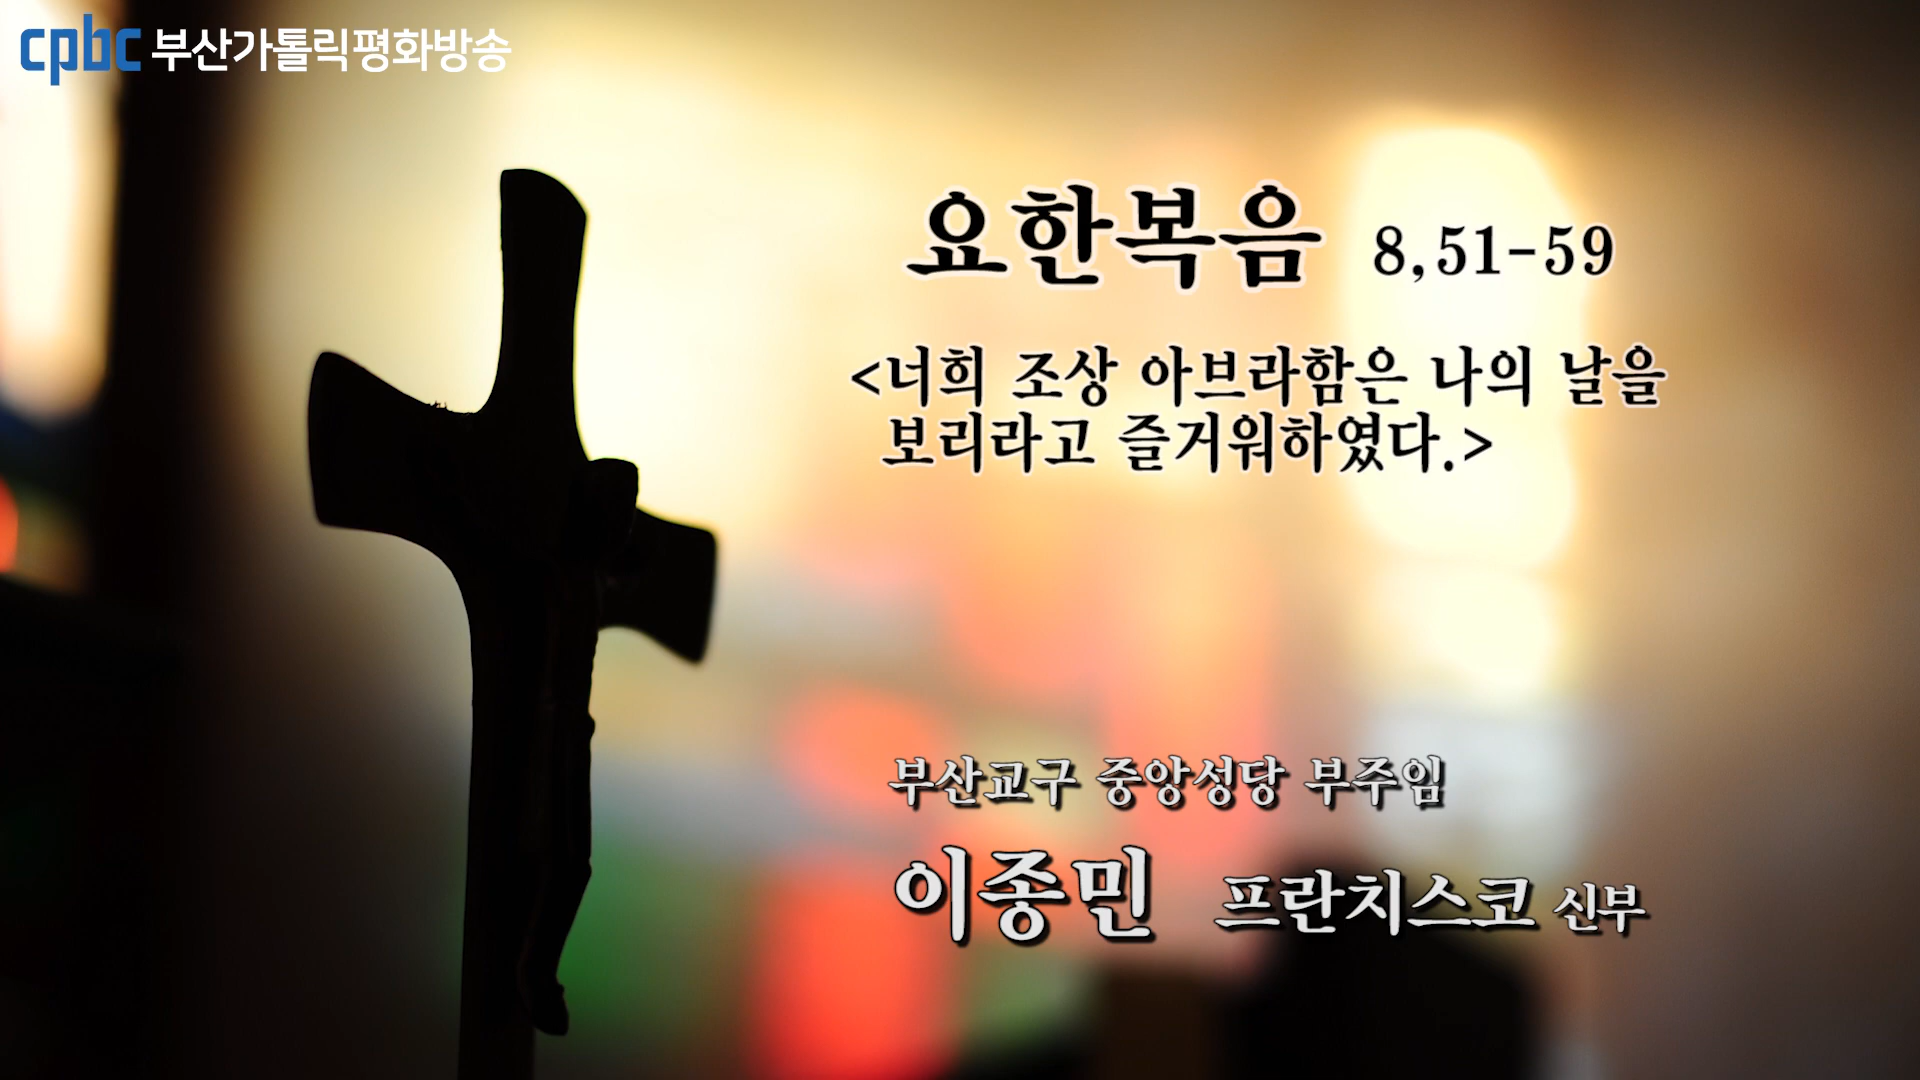 cpbc 부산가톨릭평화방송
요한복음 8,51-59
<너희 조상 아브라함은 나의 날을
보리라고 즐거워하였다.>
부산교구 중앙성당 부주임
이종민 프란치스코 신부